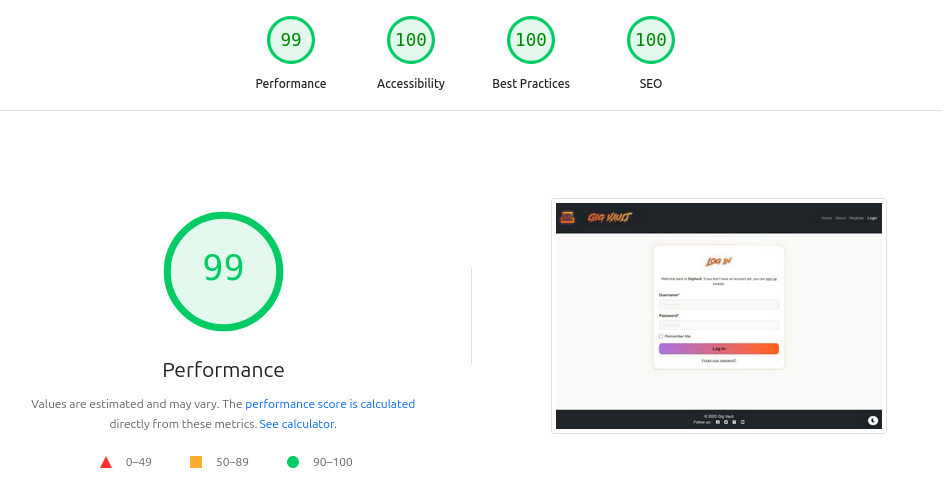 99
100
100
100
Performance
Accessibility
Best Practices
SEO
99
Performance
Values are estimated and may vary. The performance score is calculated
directly from these metrics. See calculator.
0–49
50–89
90–100
GIG VAULT
Home About Register Login
LOG IN
Welcome back to GigVault. If you don't have an account yet, you can sign up
instead.
Username*
Password*
Remember Me
Log In
Forgot your password?
© 2025 Gig Vault
Follow us: